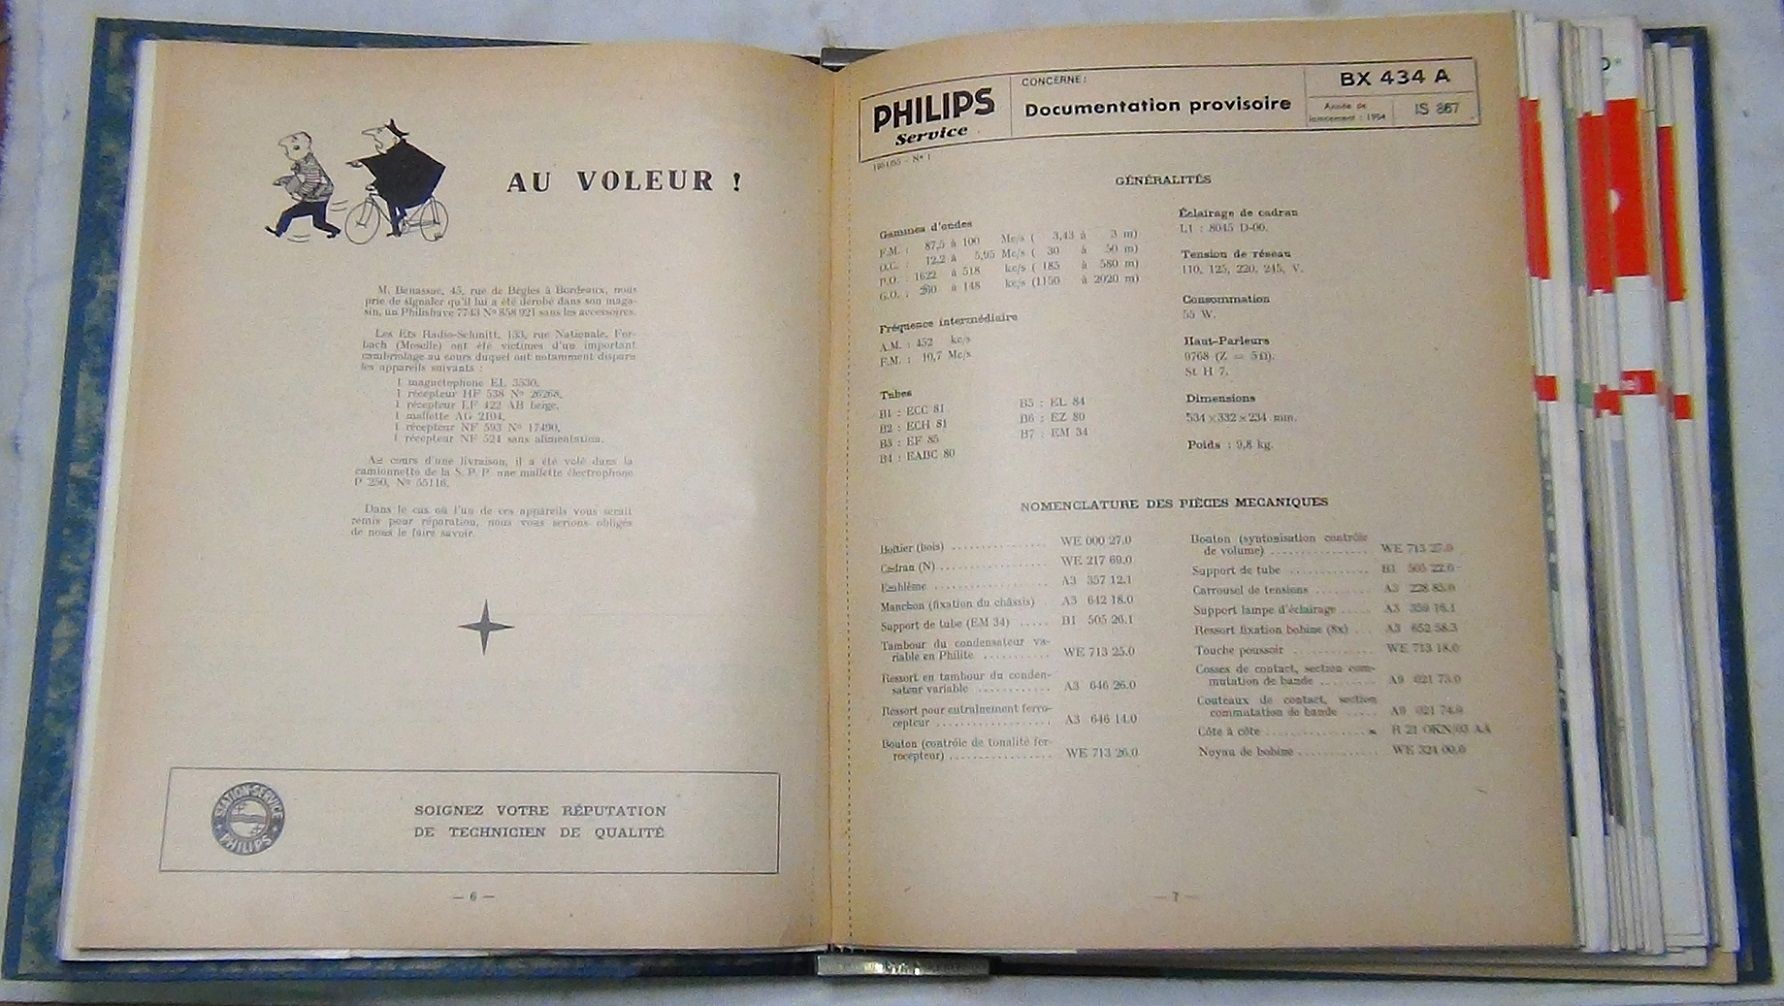 AU VOLEUR !
M. Benassac, 45, rue de Bègles à Bordeaux, nous
prie de signaler qu'il lui a été dérobé dans son maga-
sin, un Philishave 7743 N° 858 921 sans les accessoires.
Les Ets Radio-Schmitt, 133, rue Nationale, For-
bach (Moselle) ont été victimes d'un important
cambriolage au cours duquel ont notamment disparu
les appareils suivants :
1 magnétophone EL 3530,
1 récepteur HF 538 N° 26268,
1 récepteur LF 422 AB beige,
1 mallette AG 2104,
1 récepteur NF 593 N° 17490,
1 récepteur NF 521 sans alimentation.
Au cours d'une livraison, il a été volé dans la
camionnette de la S. P. P. une mallette électrophone
P 250, N° 55116.
Dans le cas où l'un de ces appareils vous serait
remis pour réparation, nous vous serions obligés
de nous le faire savoir.
STATION-SERVICE
PHILIPS
SOIGNEZ VOTRE RÉPUTATION
DE TECHNICIEN DE QUALITÉ
— 6 —
PHILIPS
Service
CONCERNE :
Documentation provisoire
BX 434 A
Année de
lancement : 1954
IS 867
1954/55 - N° 1
GÉNÉRALITÉS
Gammes d'ondes
F.M. : 87,5 à 100 Mc/s ( 3,43 à 3 m)
O.C. : 12,2 à 5,95 Mc/s ( 30 à 50 m)
P.O. : 1622 à 518 kc/s ( 185 à 580 m)
G.O. : 260 à 148 kc/s (1150 à 2020 m)
Fréquence intermédiaire
A.M. : 452 kc/s
F.M. : 10,7 Mc/s
Tubes
B1 : ECC 81
B2 : ECH 81
B3 : EF 85
B4 : EABC 80
B5 : EL 84
B6 : EZ 80
B7 : EM 34
Éclairage de cadran
L1 : 8045 D-00.
Tension de réseau
110, 125, 220, 245, V.
Consommation
55 W.
Haut-Parleurs
9768 (Z = 5 Ω).
St H 7.
Dimensions
534 × 332 × 234 mm.
Poids : 9,8 kg.
NOMENCLATURE DES PIÈCES MECANIQUES
Boîtier (bois) ................ WE 000 27.0
Cadran (N) ................ WE 217 69.0
Emblème ................ A3 357 12.1
Manchon (fixation du châssis) A3 642 18.0
Support de tube (EM 34) ..... B1 505 26.1
Tambour du condensateur va-
riable en Philite ........... WE 713 25.0
Ressort en tambour du conden-
sateur variable ............ A3 646 26.0
Ressort pour entraînement ferro-
cepteur ................... A3 646 14.0
Bouton (contrôle de tonalité fer-
rocepteur) ................. WE 713 26.0
Bouton (syntonisation contrôle
de volume) ................ WE 713 27.0
Support de tube ............. B1 505 22.0
Carrousel de tensions ......... A3 228 83.0
Support lampe d'éclairage ..... A3 359 16.1
Ressort fixation bobine (8x) ... A3 652 58.3
Touche poussoir ............. WE 713 18.0
Cosses de contact, section com-
mutation de bande .......... A9 021 73.0
Couteaux de contact, section
commutation de bande ..... A9 021 74.0
Côte à côte
Noyau de bobine ............. WE 324 00.0
— 7 —